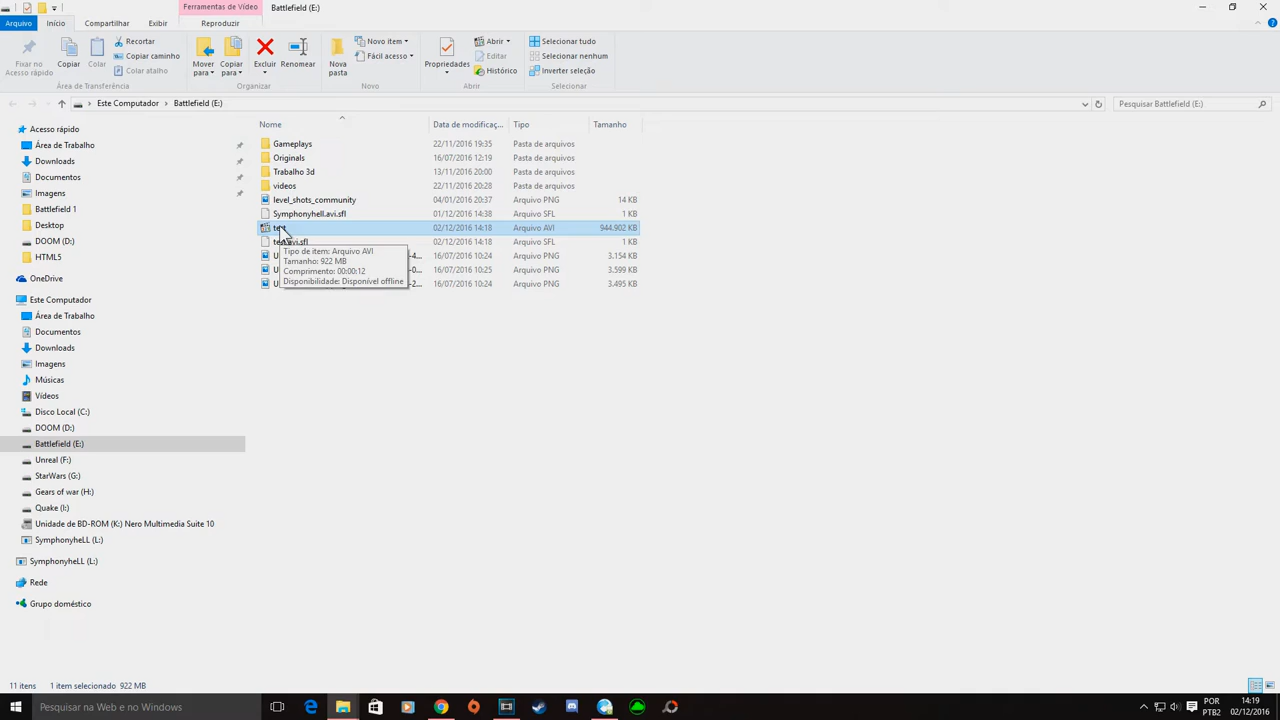 Ferramentas de Vídeo
Battlefield (E:)
Arquivo
Início
Compartilhar
Exibir
Reproduzir
Fixar no
Acesso rápido
Copiar
Colar
Recortar
Copiar caminho
Colar atalho
Área de Transferência
Mover
para
Copiar
para
Excluir
Renomear
Organizar
Nova
pasta
Novo item
Fácil acesso
Novo
Propriedades
Abrir
Editar
Histórico
Abrir
Selecionar tudo
Selecionar nenhum
Inverter seleção
Selecionar
Este Computador
Battlefield (E:)
Pesquisar Battlefield (E:)
Acesso rápido
Área de Trabalho
Downloads
Documentos
Imagens
Battlefield 1
Desktop
DOOM (D:)
HTML5
OneDrive
Este Computador
Área de Trabalho
Documentos
Downloads
Imagens
Músicas
Vídeos
Disco Local (C:)
DOOM (D:)
Battlefield (E:)
Unreal (F:)
StarWars (G:)
Gears of war (H:)
Quake (I:)
Unidade de BD-ROM (K:) Nero Multimedia Suite 10
SymphonyheLL (L:)
SymphonyheLL (L:)
Rede
Grupo doméstico
Nome Data de modificaç... Tipo Tamanho
Gameplays 22/11/2016 19:35 Pasta de arquivos
Originals 16/07/2016 12:19 Pasta de arquivos
Trabalho 3d 13/11/2016 20:00 Pasta de arquivos
videos 22/11/2016 20:28 Pasta de arquivos
level_shots_community 04/01/2016 20:37 Arquivo PNG 14 KB
Symphonyhell.avi.sfl 01/12/2016 14:38 Arquivo SFL 1 KB
test 02/12/2016 14:18 Arquivo AVI 944.902 KB
test.avi.sfl 02/12/2016 14:18 Arquivo SFL 1 KB
U 4... 16/07/2016 10:24 Arquivo PNG 3.154 KB
U 0... 16/07/2016 10:25 Arquivo PNG 3.599 KB
U 2... 16/07/2016 10:24 Arquivo PNG 3.495 KB
Tipo de item: Arquivo AVI
Tamanho: 922 MB
Comprimento: 00:00:12
Disponibilidade: Disponível offline
11 itens 1 item selecionado 922 MB
Pesquisar na Web e no Windows
POR
PTB2
14:19
02/12/2016